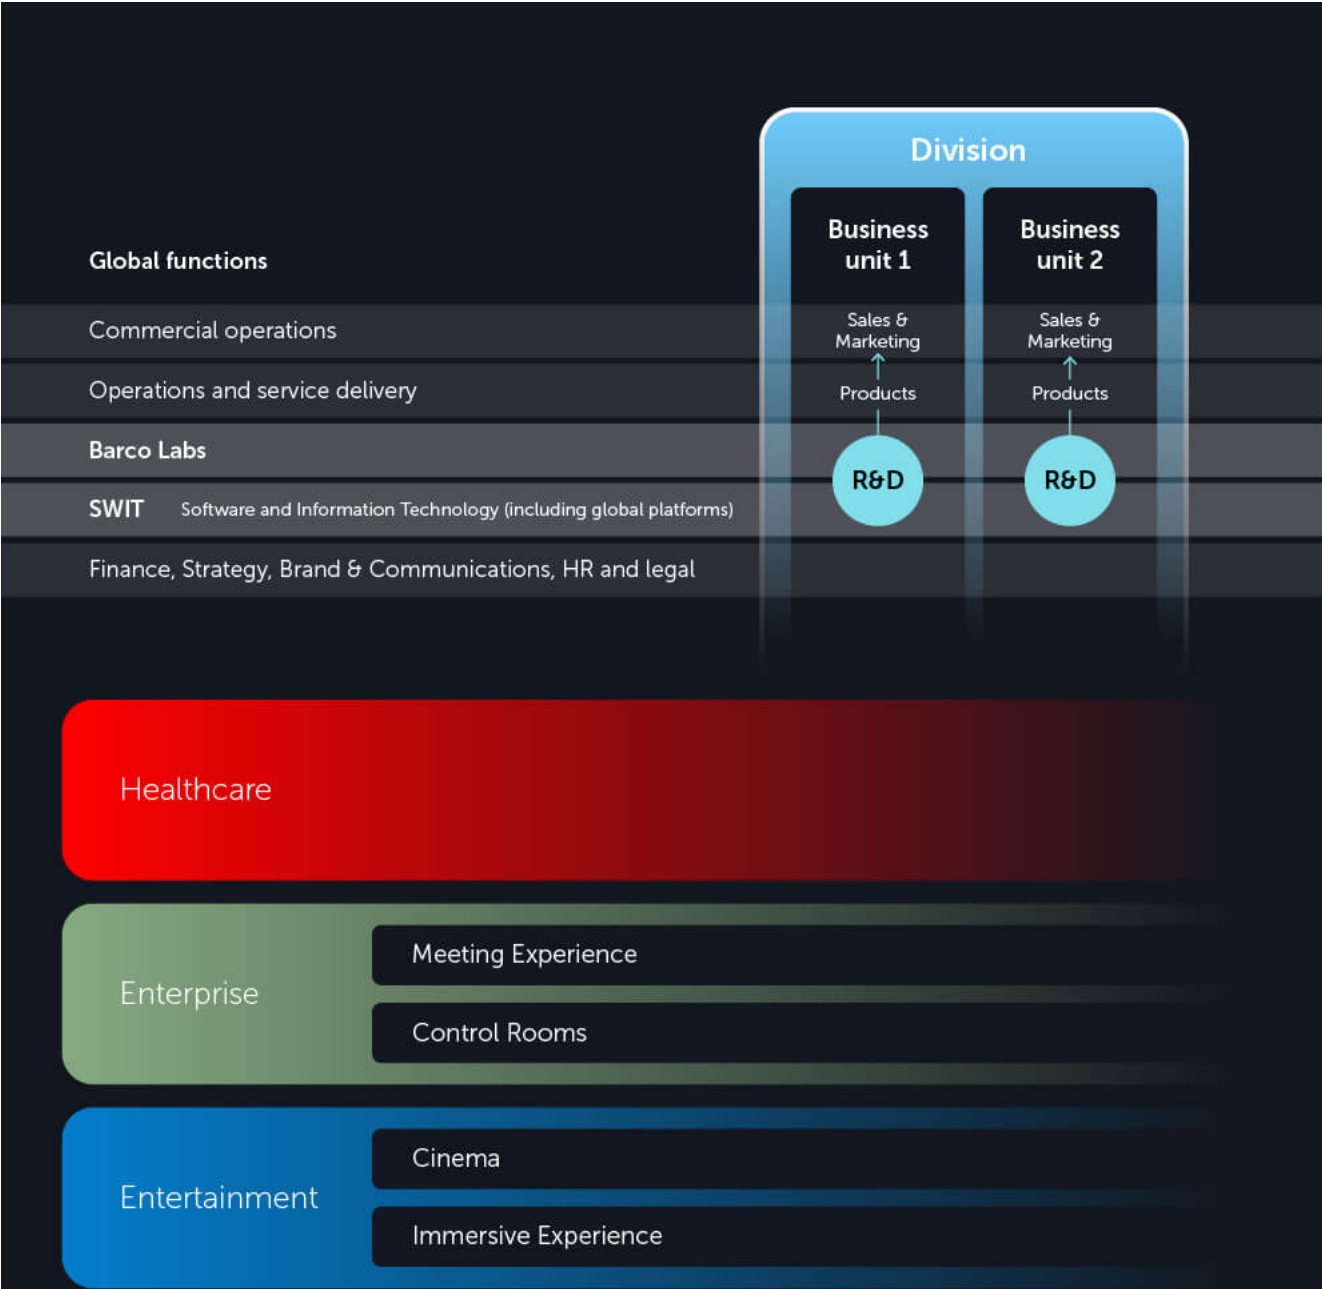 Division
Business
unit 1
Business
unit 2
Global functions
Commercial operations
Sales &
Marketing
Sales &
Marketing
Operations and service delivery
Products
Products
Barco Labs
R&D
R&D
SWIT Software and Information Technology (including global platforms)
Finance, Strategy, Brand & Communications, HR and legal
Healthcare
Enterprise
Meeting Experience
Control Rooms
Entertainment
Cinema
Immersive Experience